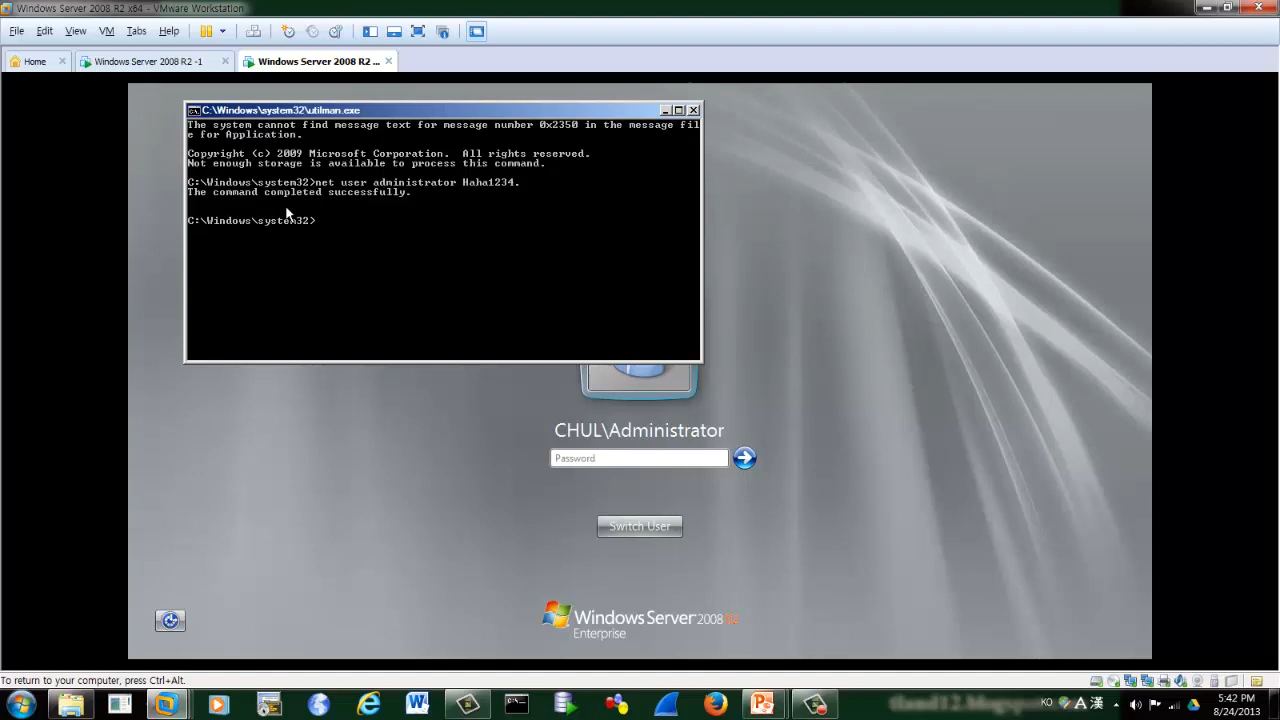 Windows Server 2008 R2 x64 - VMware Workstation
File Edit View VM Tabs Help
Home Windows Server 2008 R2 -1 Windows Server 2008 R2 ...
C:\Windows\system32\utilman.exe
The system cannot find message text for message number 0x2350 in the message fil
e for Application.
Copyright (c) 2009 Microsoft Corporation.  All rights reserved.
Not enough storage is available to process this command.
C:\Windows\system32>net user administrator Haha1234.
The command completed successfully.
C:\Windows\system32>
CHUL\Administrator
Password
Switch User
Windows Server 2008 R2
Enterprise
To return to your computer, press Ctrl+Alt.
KO A 漢 5:42 PM
8/24/2013